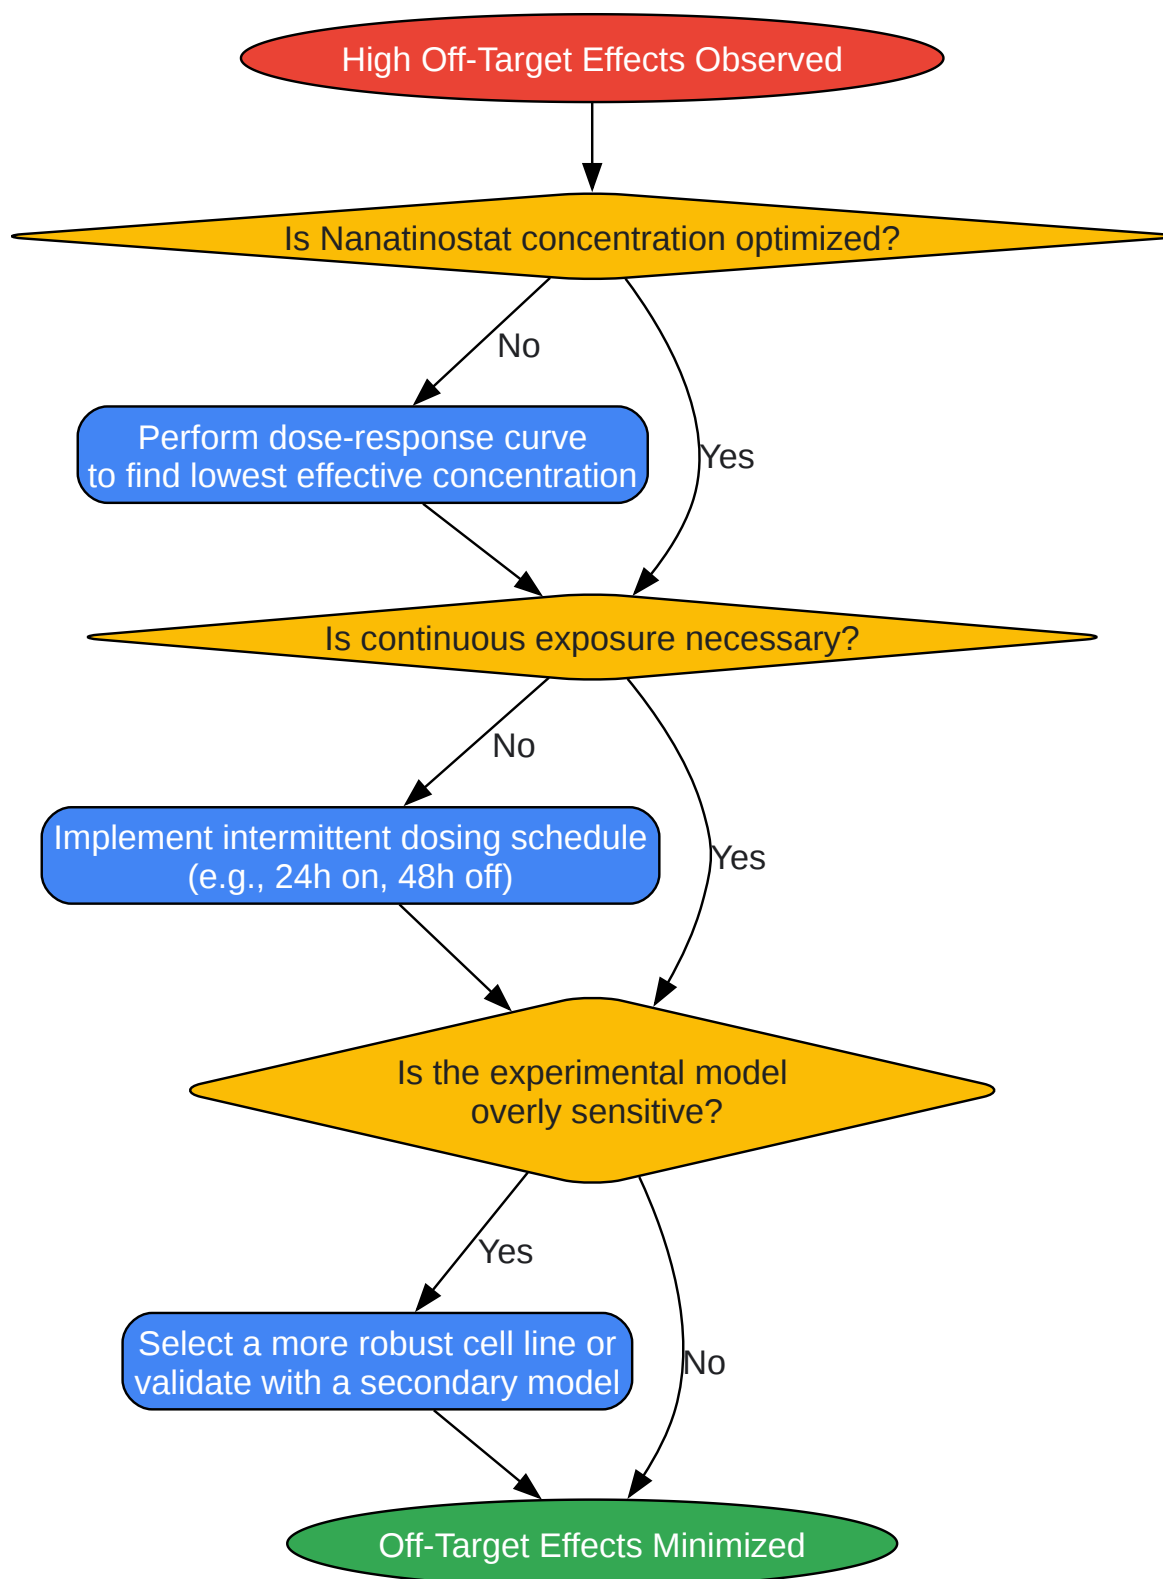 High Off-Target Effects Observed
Is Nanatinostat concentration optimized?
No
Perform dose-response curve
to find lowest effective concentration
Yes
Is continuous exposure necessary?
No
Implement intermittent dosing schedule
(e.g., 24h on, 48h off)
Yes
Is the experimental model
overly sensitive?
Yes
Select a more robust cell line or
validate with a secondary model
No
Off-Target Effects Minimized